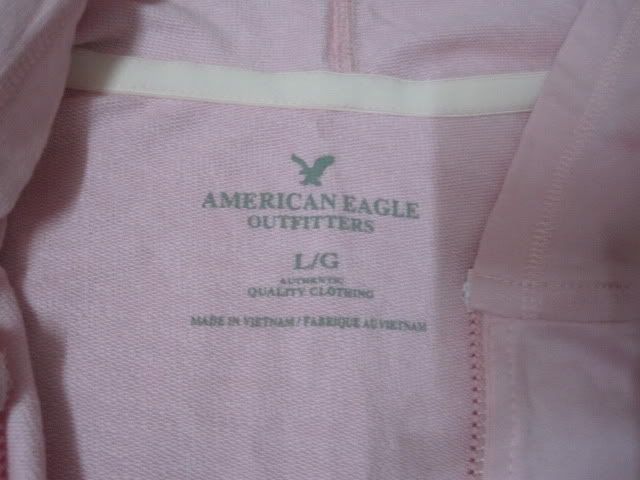 AMERICAN EAGLE
OUTFITTERS
L/G
AUTHENTIC
QUALITY CLOTHING
MADE IN VIETNAM / FABRIQUE AU VIETNAM